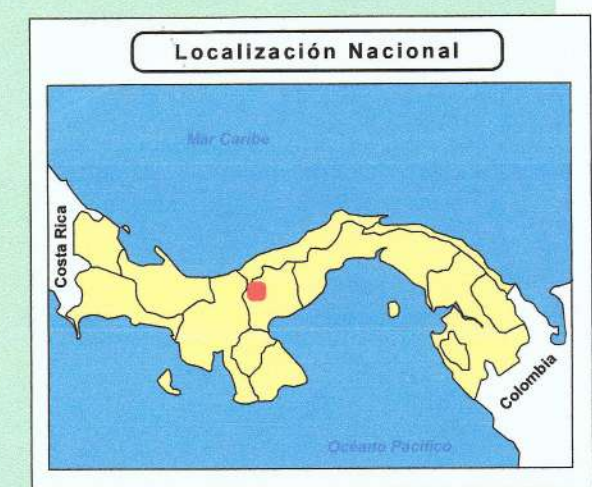 Localización Nacional
Mar Caribe
Costa Rica
Colombia
Océano Pacífico